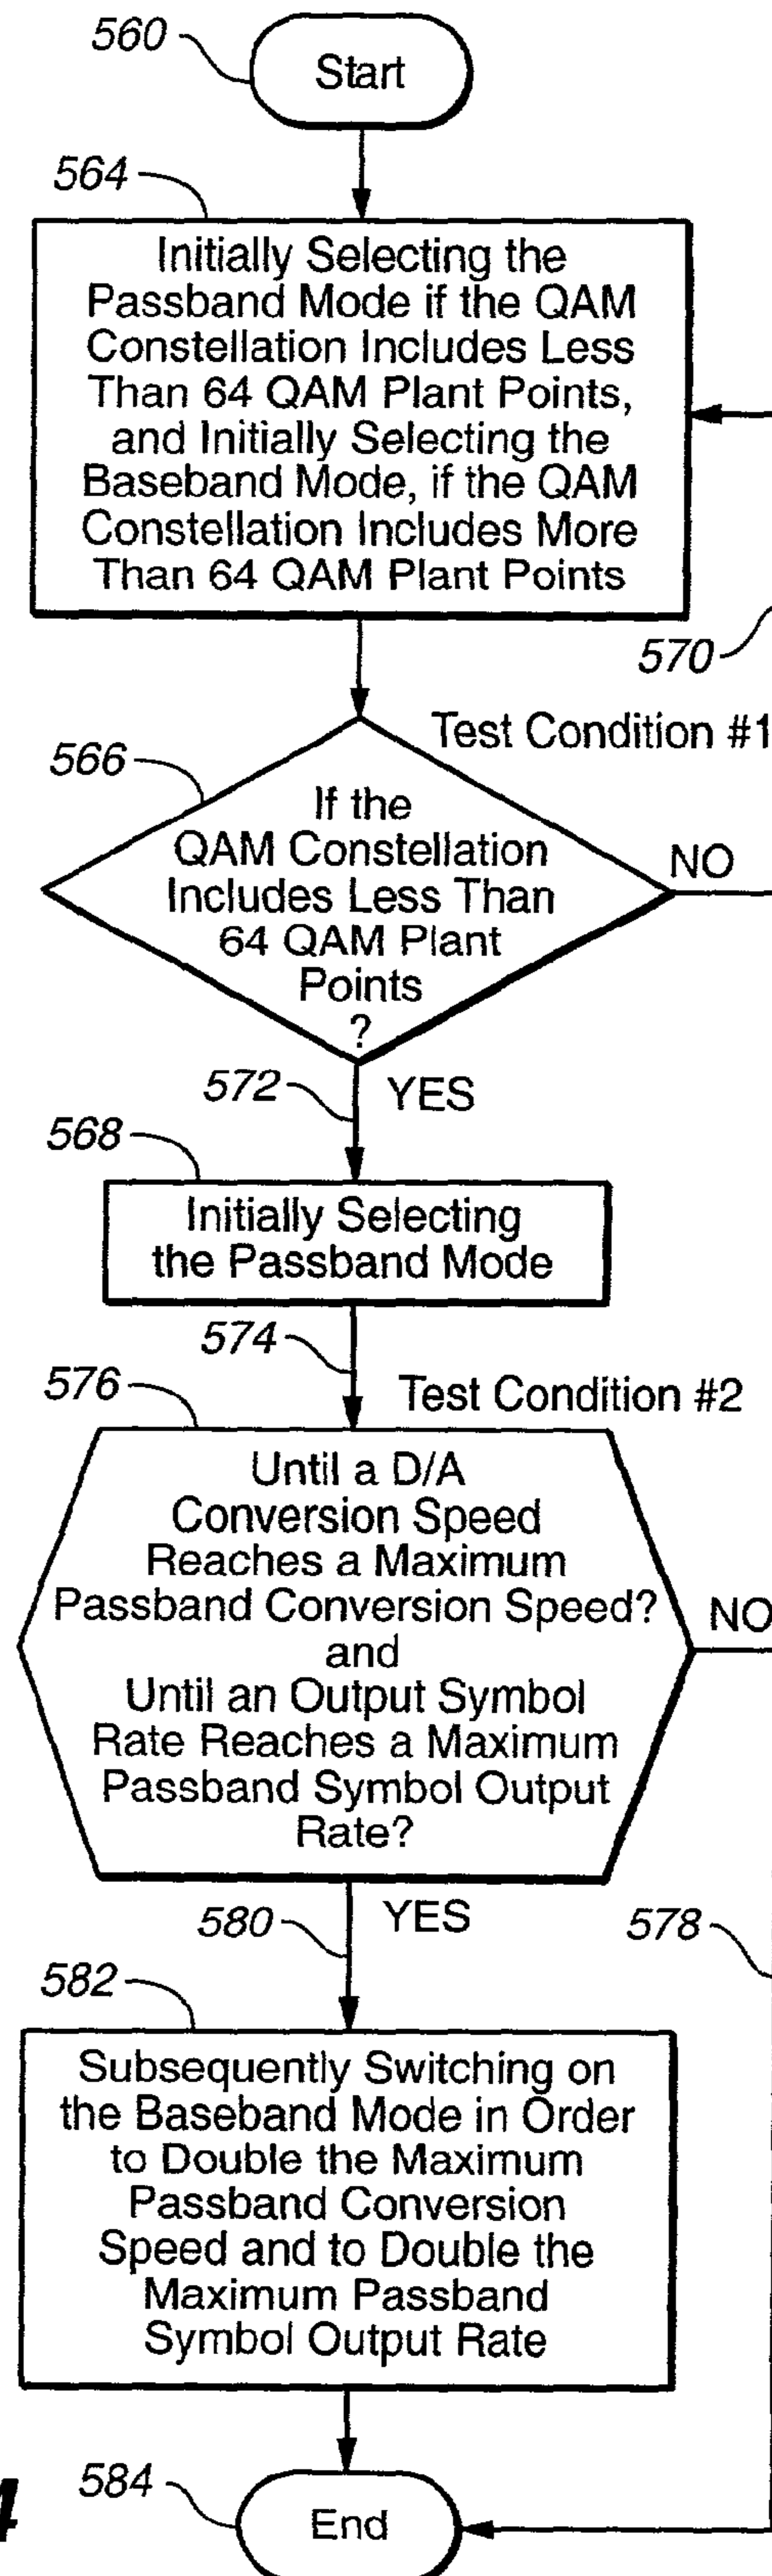 560
Start
564
Initially Selecting the
Passband Mode if the QAM
Constellation Includes Less
Than 64 QAM Plant Points,
and Initially Selecting the
Baseband Mode, if the QAM
Constellation Includes More
Than 64 QAM Plant Points
570
Test Condition #1
566
If the
QAM Constellation
Includes Less Than
64 QAM Plant
Points
?
NO
572
YES
568
Initially Selecting
the Passband Mode
574
576
Test Condition #2
Until a D/A
Conversion Speed
Reaches a Maximum
Passband Conversion Speed?
and
Until an Output Symbol
Rate Reaches a Maximum
Passband Symbol Output
Rate?
NO
580
YES
578
582
Subsequently Switching on
the Baseband Mode in Order
to Double the Maximum
Passband Conversion
Speed and to Double the
Maximum Passband
Symbol Output Rate
4
584
End